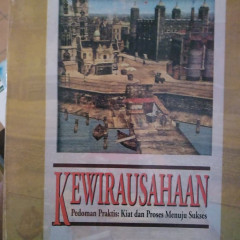 KEWIRAUSAHAAN
Pedoman Praktis: Kiat dan Proses Menuju Sukses